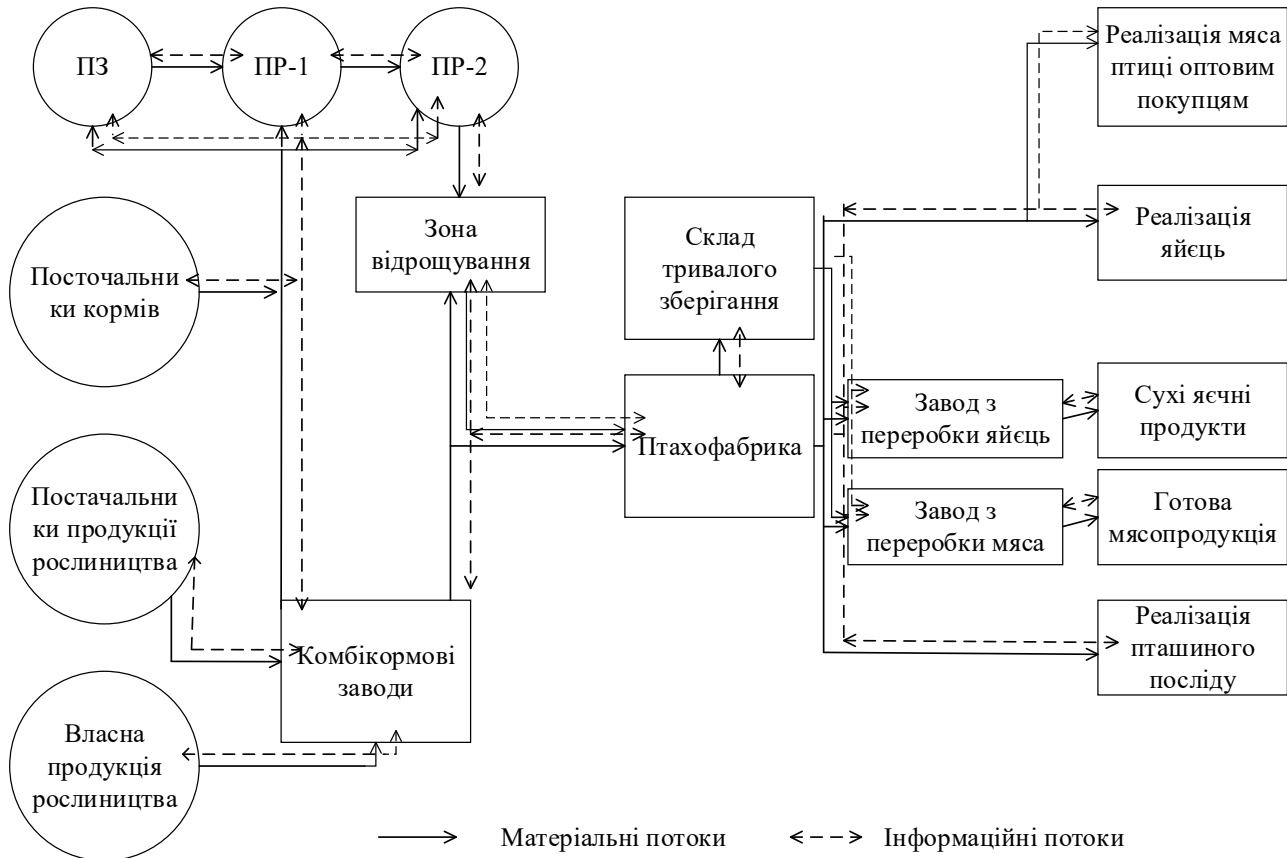 ПЗ
ПР-1
ПР-2
Реалізація мяса
птиці оптовим
покупцям
Зона
відрощування
Склад
тривалого
зберігання
Реалізація
яйєць
Посточальни
ки кормів
Птахофабрика
Завод з
переробки яйєць
Сухі яєчні
продукти
Постачальни
ки продукції
рослиництва
Завод з
переробки мяса
Готова
мясопродукція
Комбікормові
заводи
Реалізація
пташиного
посліду
Власна
продукція
рослиництва
Матеріальні потоки
Інформаційні потоки